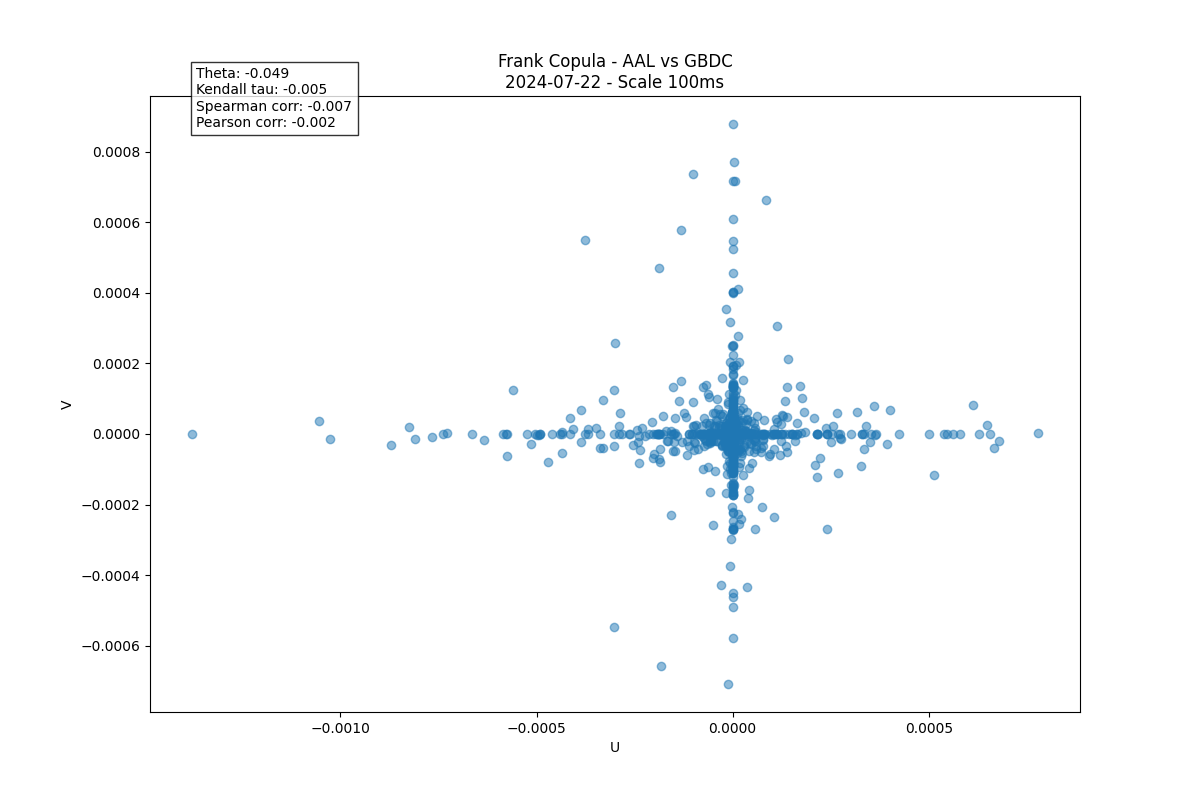 Frank Copula - AAL vs GBDC
2024-07-22 - Scale 100ms
Theta: -0.049
Kendall tau: -0.005
Spearman corr: -0.007
Pearson corr: -0.002
0.0008
0.0006
0.0004
0.0002
0.0000
−0.0002
−0.0004
−0.0006
V
−0.0010
−0.0005
0.0000
0.0005
U